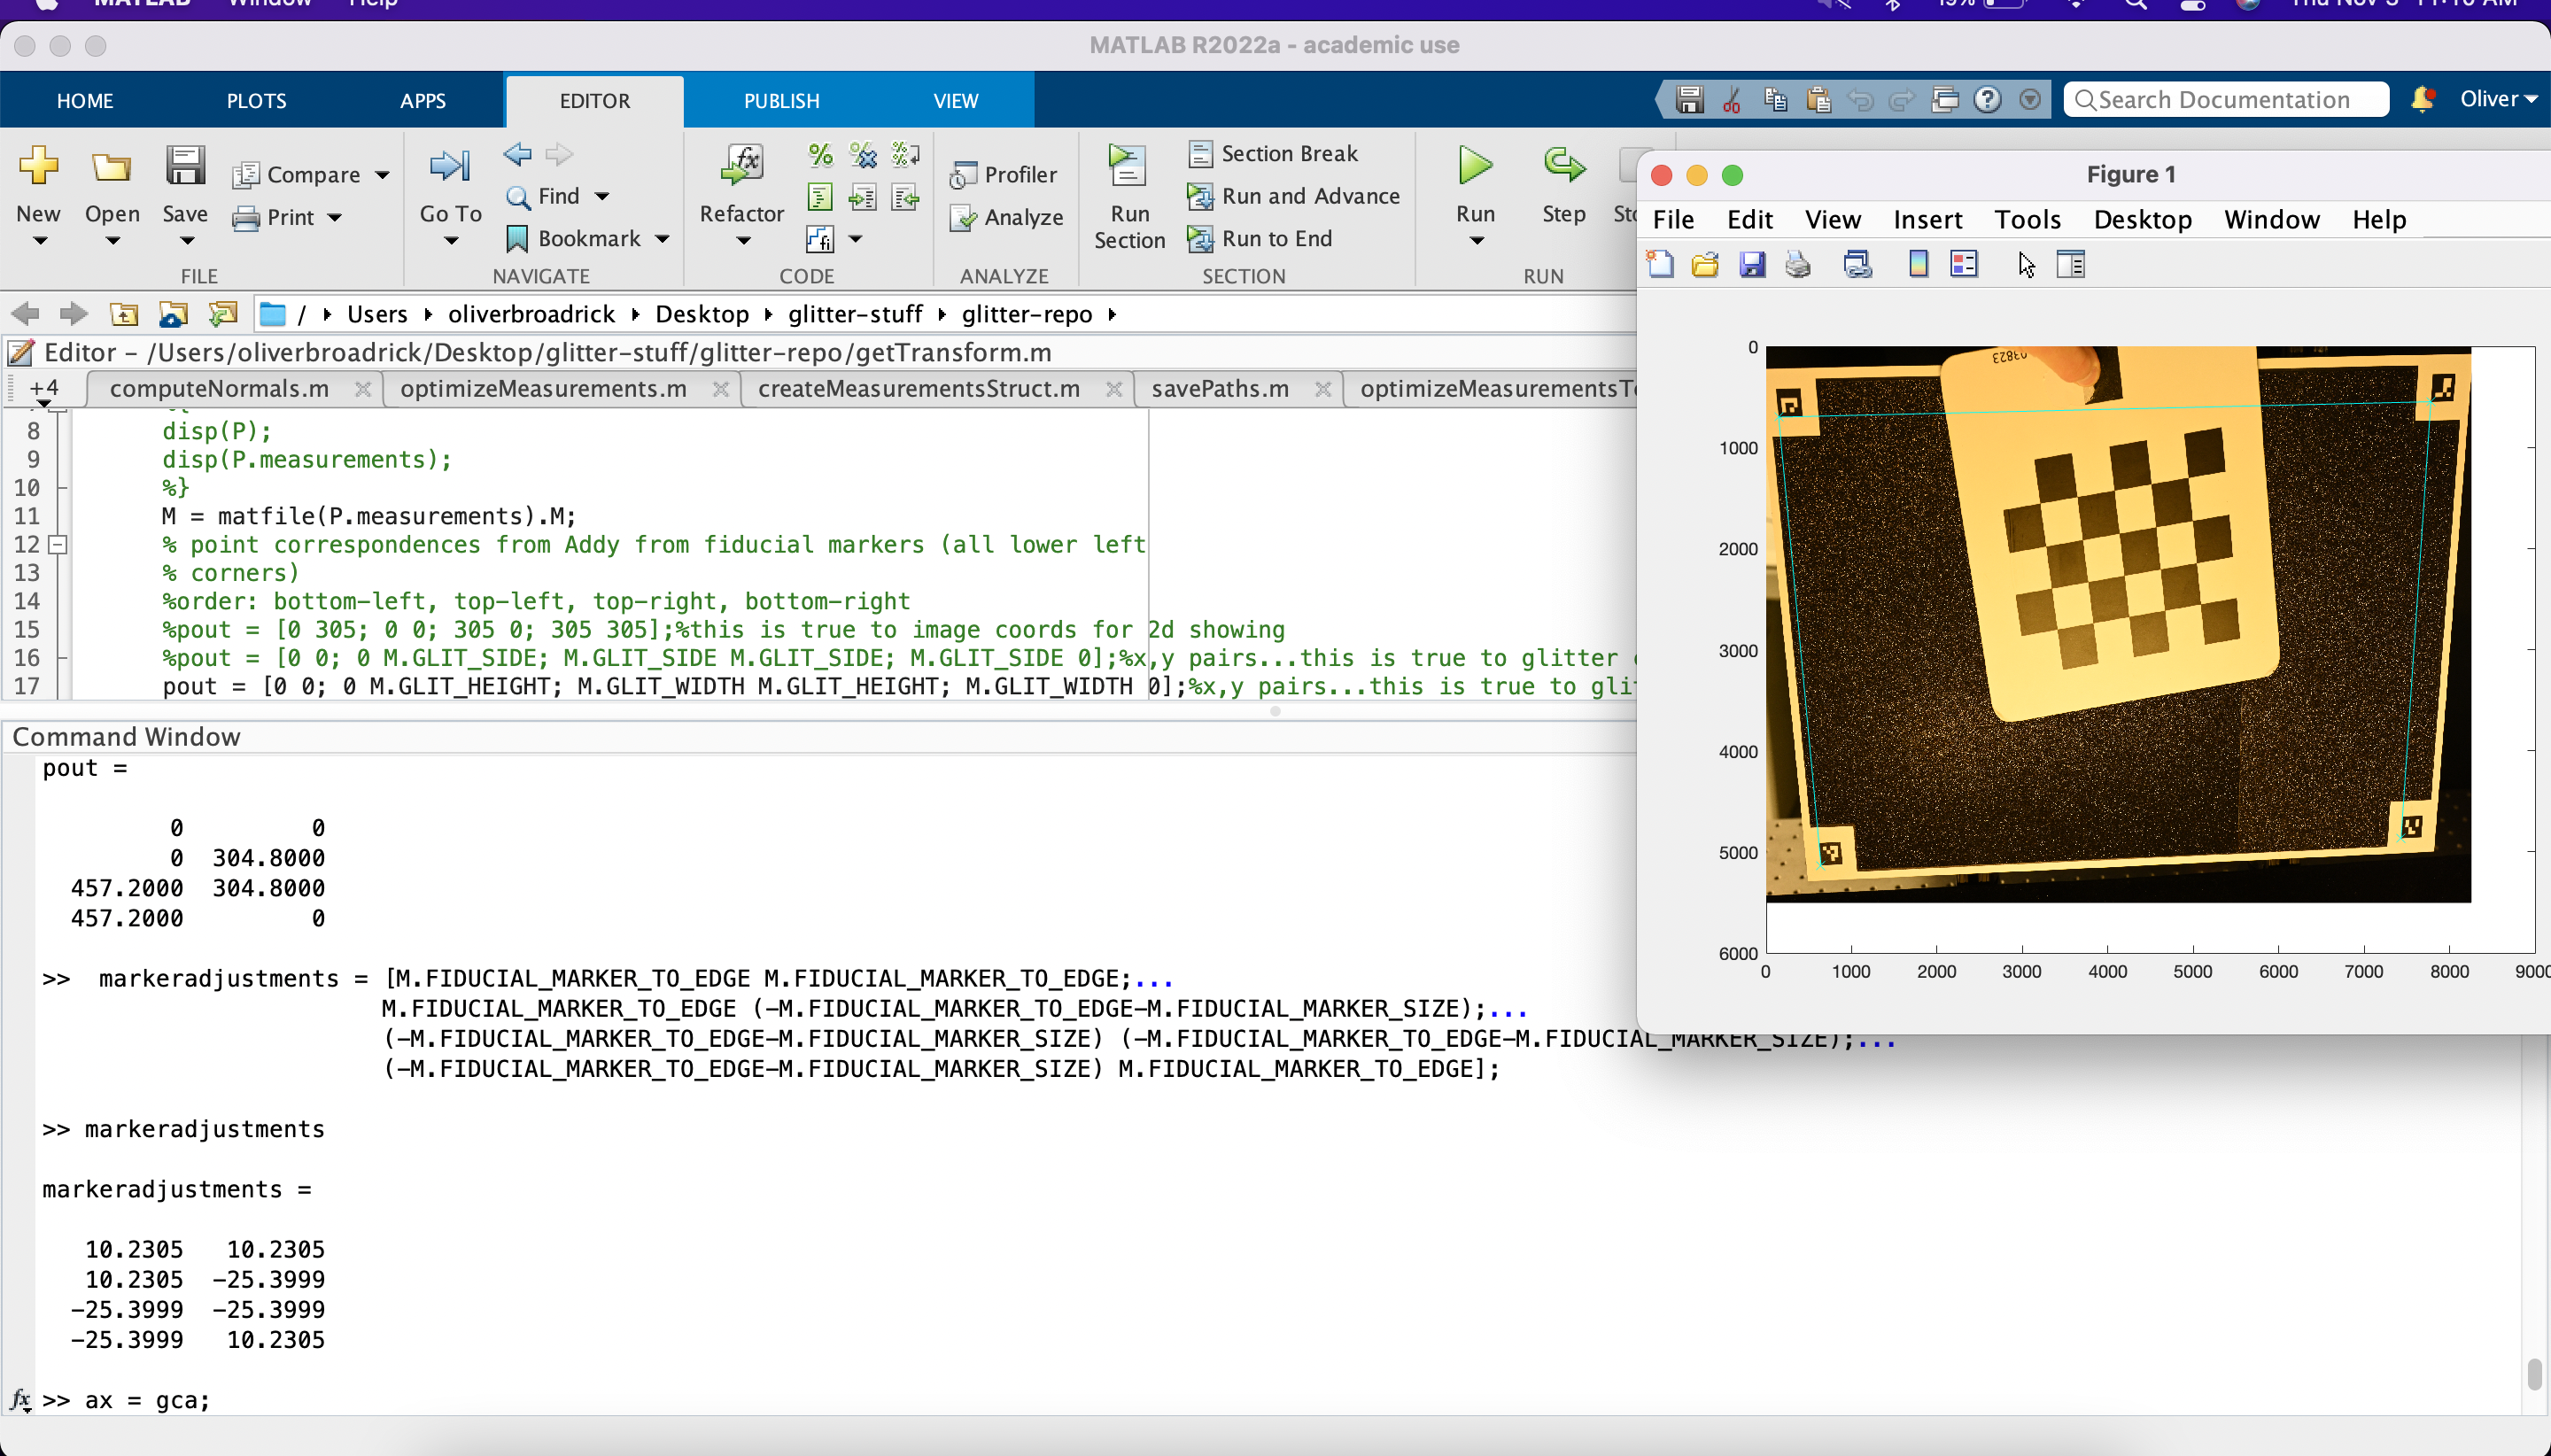 MATLAB Window Help 19%
MATLAB R2022a - academic use
HOME PLOTS APPS EDITOR PUBLISH VIEW Search Documentation Oliver
New Open Save Compare Print
FILE
Go To Find Bookmark
NAVIGATE
Refactor
CODE
Profiler
Analyze
ANALYZE
Run Section
Section Break
Run and Advance
Run to End
SECTION
Run Step
RUN
/ Users oliverbroadrick Desktop glitter-stuff glitter-repo
Editor – /Users/oliverbroadrick/Desktop/glitter-stuff/glitter-repo/getTransform.m
+4 computeNormals.m optimizeMeasurements.m createMeasurementsStruct.m savePaths.m
8 disp(P);
9 disp(P.measurements);
10 %}
11 M = matfile(P.measurements).M;
12 % point correspondences from Addy from fiducial markers (all lower left
13 % corners)
14 %order: bottom-left, top-left, top-right, bottom-right
15 %pout = [0 305; 0 0; 305 0; 305 305];%this is true to image coords for 2d showing
16 %pout = [0 0; 0 M.GLIT_SIDE; M.GLIT_SIDE M.GLIT_SIDE; M.GLIT_SIDE 0];%x,y pairs...this is true to glitter
17 pout = [0 0; 0 M.GLIT_HEIGHT; M.GLIT_WIDTH M.GLIT_HEIGHT; M.GLIT_WIDTH 0];%x,y pairs...this is true to
Command Window
pout =
0 0
0 304.8000
457.2000 304.8000
457.2000 0
>> markeradjustments = [M.FIDUCIAL_MARKER_TO_EDGE M.FIDUCIAL_MARKER_TO_EDGE;...
M.FIDUCIAL_MARKER_TO_EDGE (-M.FIDUCIAL_MARKER_TO_EDGE-M.FIDUCIAL_MARKER_SIZE);...
(-M.FIDUCIAL_MARKER_TO_EDGE-M.FIDUCIAL_MARKER_SIZE) (-M.FIDUCIAL_MARKER_TO_EDGE-M.FIDUCIAL_MARKER_SIZE);...
(-M.FIDUCIAL_MARKER_TO_EDGE-M.FIDUCIAL_MARKER_SIZE) M.FIDUCIAL_MARKER_TO_EDGE];
>> markeradjustments
markeradjustments =
10.2305 10.2305
10.2305 -25.3999
-25.3999 -25.3999
-25.3999 10.2305
fx >> ax = gca;
Figure 1
File Edit View Insert Tools Desktop Window Help
0
1000
2000
3000
4000
5000
6000
0 1000 2000 3000 4000 5000 6000 7000 8000